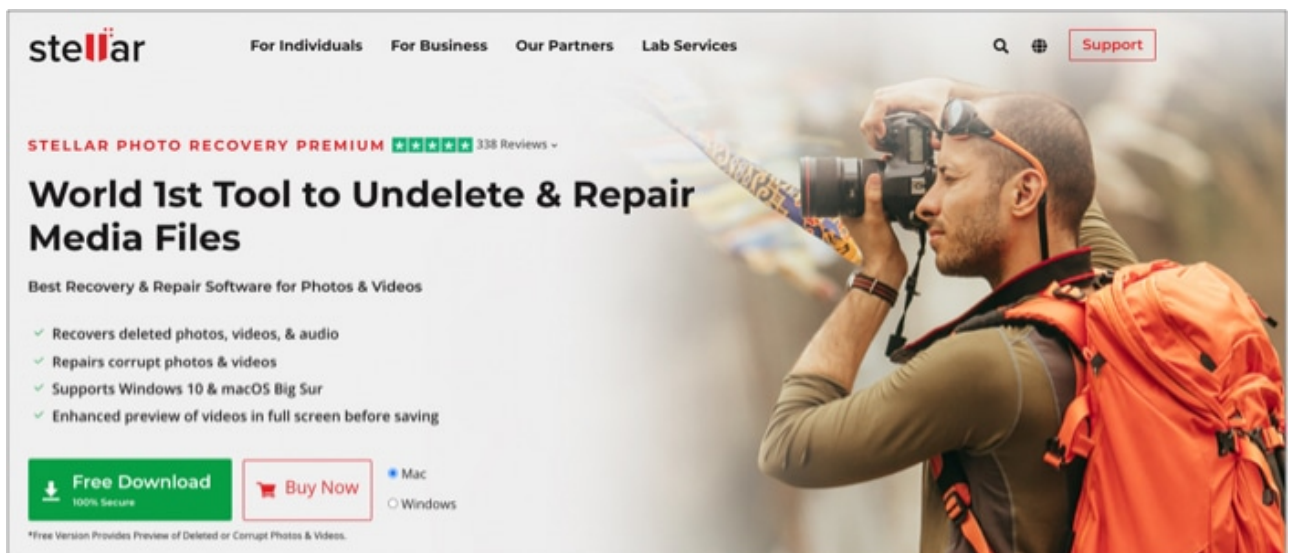 stellar
For Individuals For Business Our Partners Lab Services
Support
STELLAR PHOTO RECOVERY PREMIUM 338 Reviews
World 1st Tool to Undelete & Repair
Media Files
Best Recovery & Repair Software for Photos & Videos
Recovers deleted photos, videos, & audio
Repairs corrupt photos & videos
Supports Windows 10 & macOS Big Sur
Enhanced preview of videos in full screen before saving
Free Download
100% Secure
Buy Now
Mac
Windows
*Free Version Provides Preview of Deleted or Corrupt Photos & Videos.